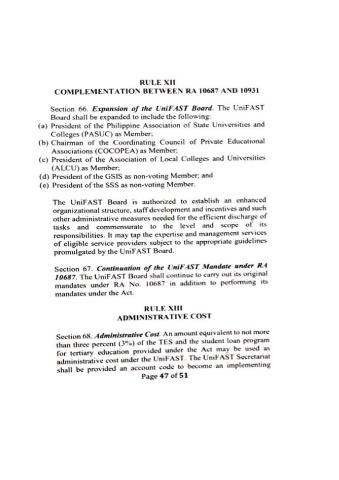 RULE XII
COMPLEMENTATION BETWEEN RA 10687 AND 10931
Section 66. Expansion of the UniFAST Board. The UniFAST
Board shall be expanded to include the following:
(a) President of the Philippine Association of State Universities and
Colleges (PASUC) as Member;
(b) Chairman of the Coordinating Council of Private Educational
Associations (COCOPEA) as Member;
(c) President of the Association of Local Colleges and Universities
(ALCU) as Member;
(d) President of the GSIS as non-voting Member; and
(e) President of the SSS as non-voting Member.
The UniFAST Board is authorized to establish an enhanced
organizational structure, staff development and incentives and such
other administrative measures needed for the efficient discharge of
tasks and commensurate to the level and scope of its
responsibilities. It may tap the expertise and management services
of eligible service providers subject to the appropriate guidelines
promulgated by the UniFAST Board.
Section 67. Continuation of the UniFAST Mandate under RA
10687. The UniFAST Board shall continue to carry out its original
mandates under RA No. 10687 in addition to performing its
mandates under the Act.
RULE XIII
ADMINISTRATIVE COST
Section 68. Administrative Cost. An amount equivalent to not more
than three percent (3%) of the TES and the student loan program
for tertiary education provided under the Act may be used as
administrative cost under the UniFAST. The UniFAST Secretariat
shall be provided an account code to become an implementing
Page 47 of 51